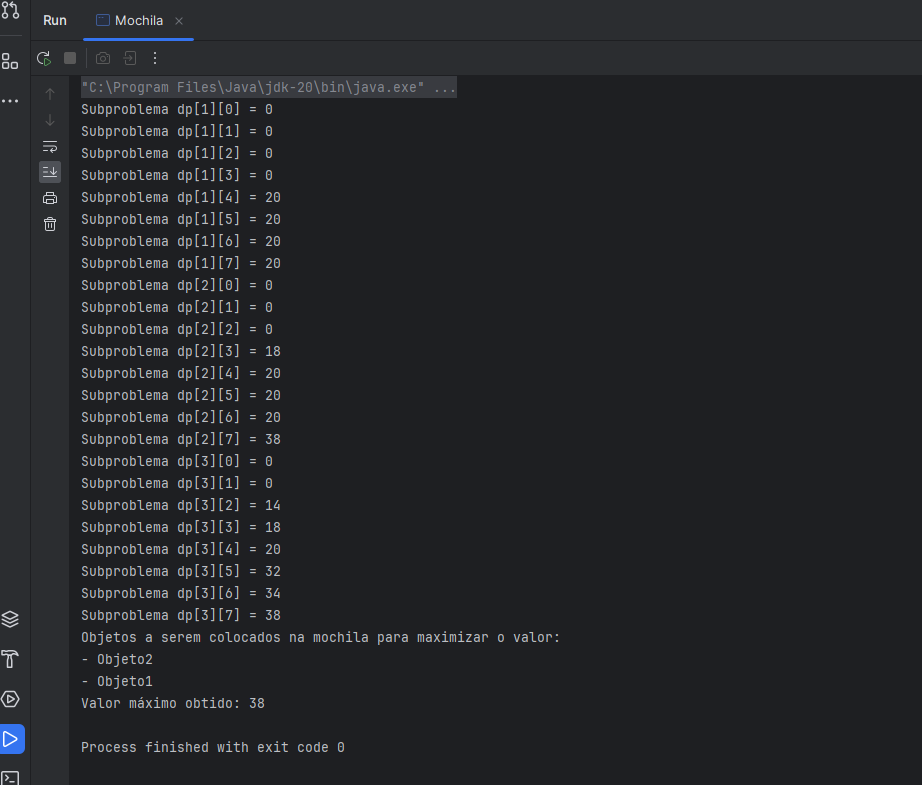 Run Mochila
"C:\Program Files\Java\jdk-20\bin\java.exe" ...
Subproblema dp[1][0] = 0
Subproblema dp[1][1] = 0
Subproblema dp[1][2] = 0
Subproblema dp[1][3] = 0
Subproblema dp[1][4] = 20
Subproblema dp[1][5] = 20
Subproblema dp[1][6] = 20
Subproblema dp[1][7] = 20
Subproblema dp[2][0] = 0
Subproblema dp[2][1] = 0
Subproblema dp[2][2] = 0
Subproblema dp[2][3] = 18
Subproblema dp[2][4] = 20
Subproblema dp[2][5] = 20
Subproblema dp[2][6] = 20
Subproblema dp[2][7] = 38
Subproblema dp[3][0] = 0
Subproblema dp[3][1] = 0
Subproblema dp[3][2] = 14
Subproblema dp[3][3] = 18
Subproblema dp[3][4] = 20
Subproblema dp[3][5] = 32
Subproblema dp[3][6] = 34
Subproblema dp[3][7] = 38
Objetos a serem colocados na mochila para maximizar o valor:
- Objeto2
- Objeto1
Valor máximo obtido: 38
Process finished with exit code 0